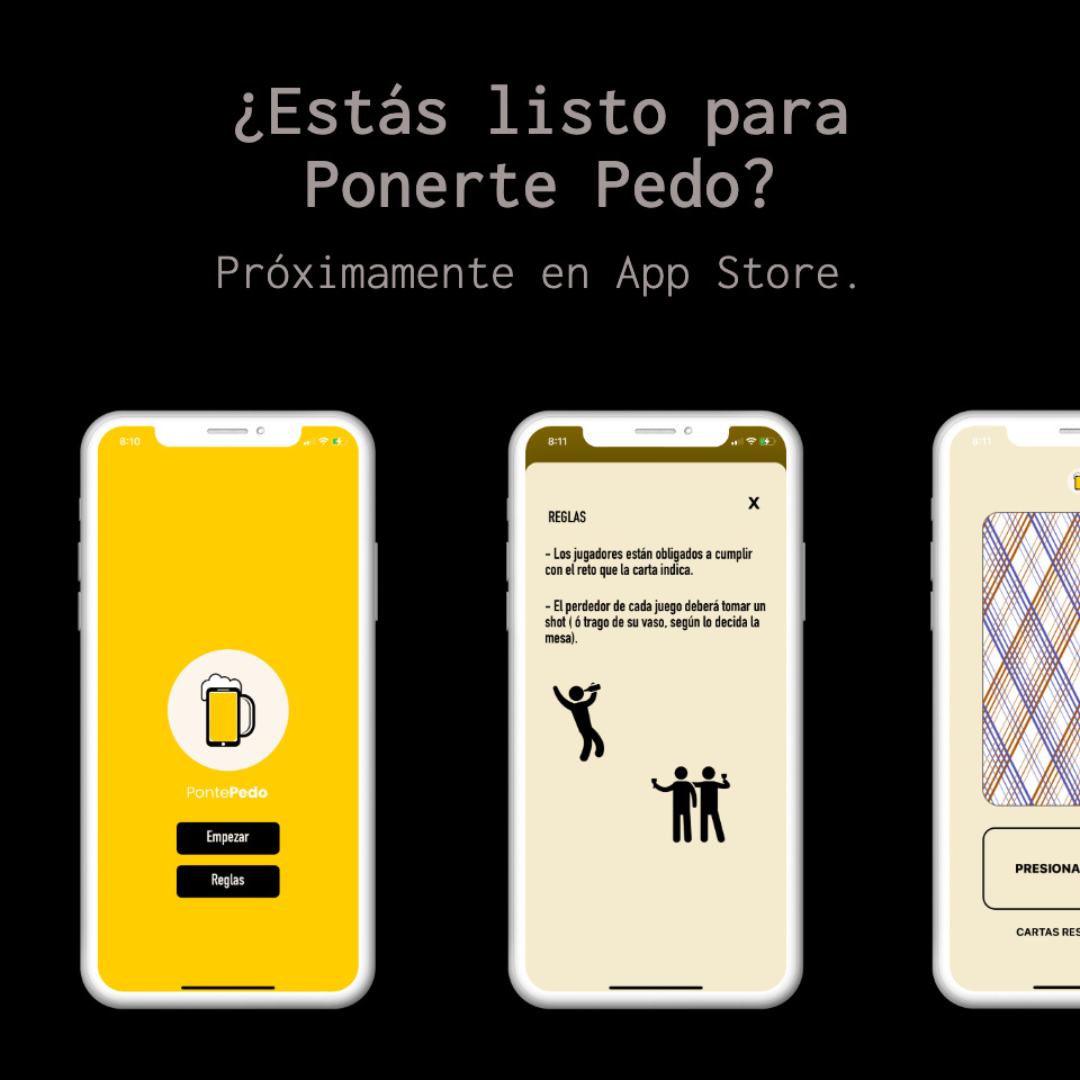 ¿Estás listo para
Ponerte Pedo?
Próximamente en App Store.
8:10
PontePedo
Empezar
Reglas
8:11
X
REGLAS
- Los jugadores están obligados a cumplir
con el reto que la carta indica.
- El perdedor de cada juego deberá tomar un
shot ( ó trago de su vaso, según lo decida la
mesa).
8:11
PRESIONA
CARTAS RES